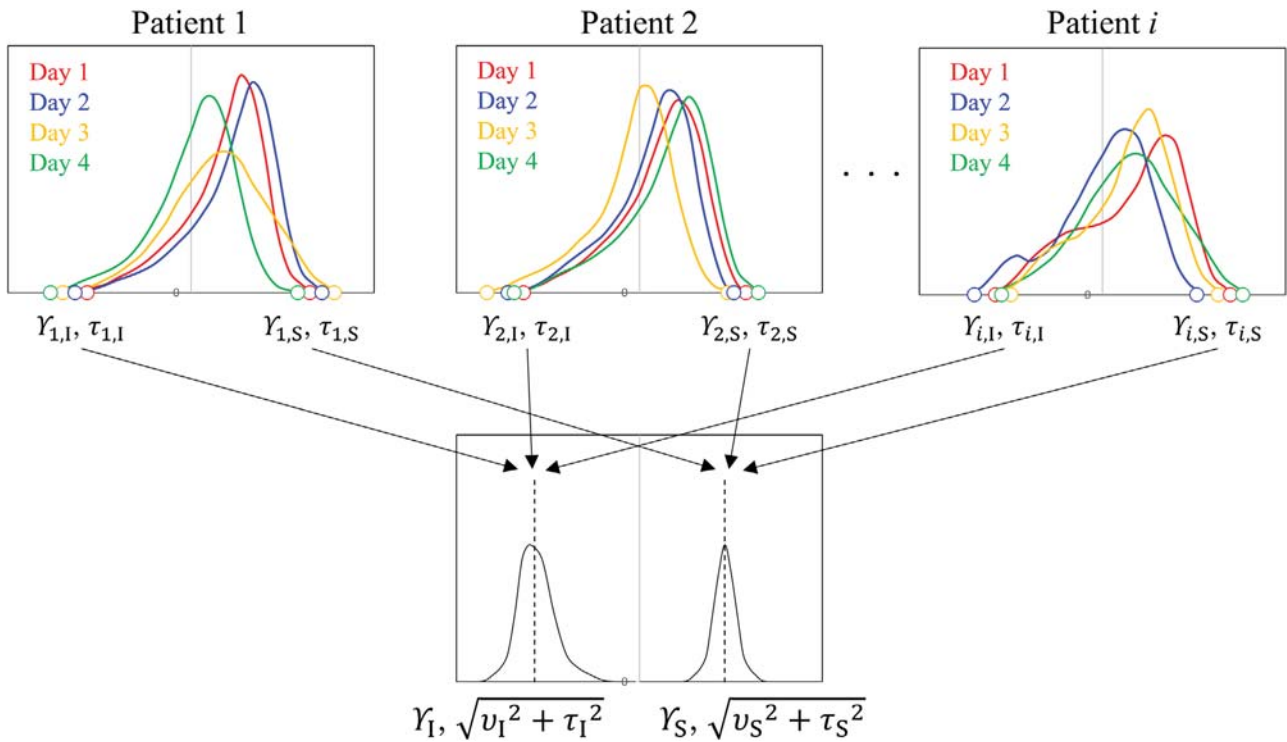 Patient 1
Day 1
Day 2
Day 3
Day 4
0
ϒ1,I, τ1,I
ϒ1,S, τ1,S
Patient 2
Day 1
Day 2
Day 3
Day 4
0
ϒ2,I, τ2,I
ϒ2,S, τ2,S
. . .
Patient i
Day 1
Day 2
Day 3
Day 4
0
ϒi,I, τi,I
ϒi,S, τi,S
0
ϒI, √(υI² + τI²)
ϒS, √(υS² + τS²)